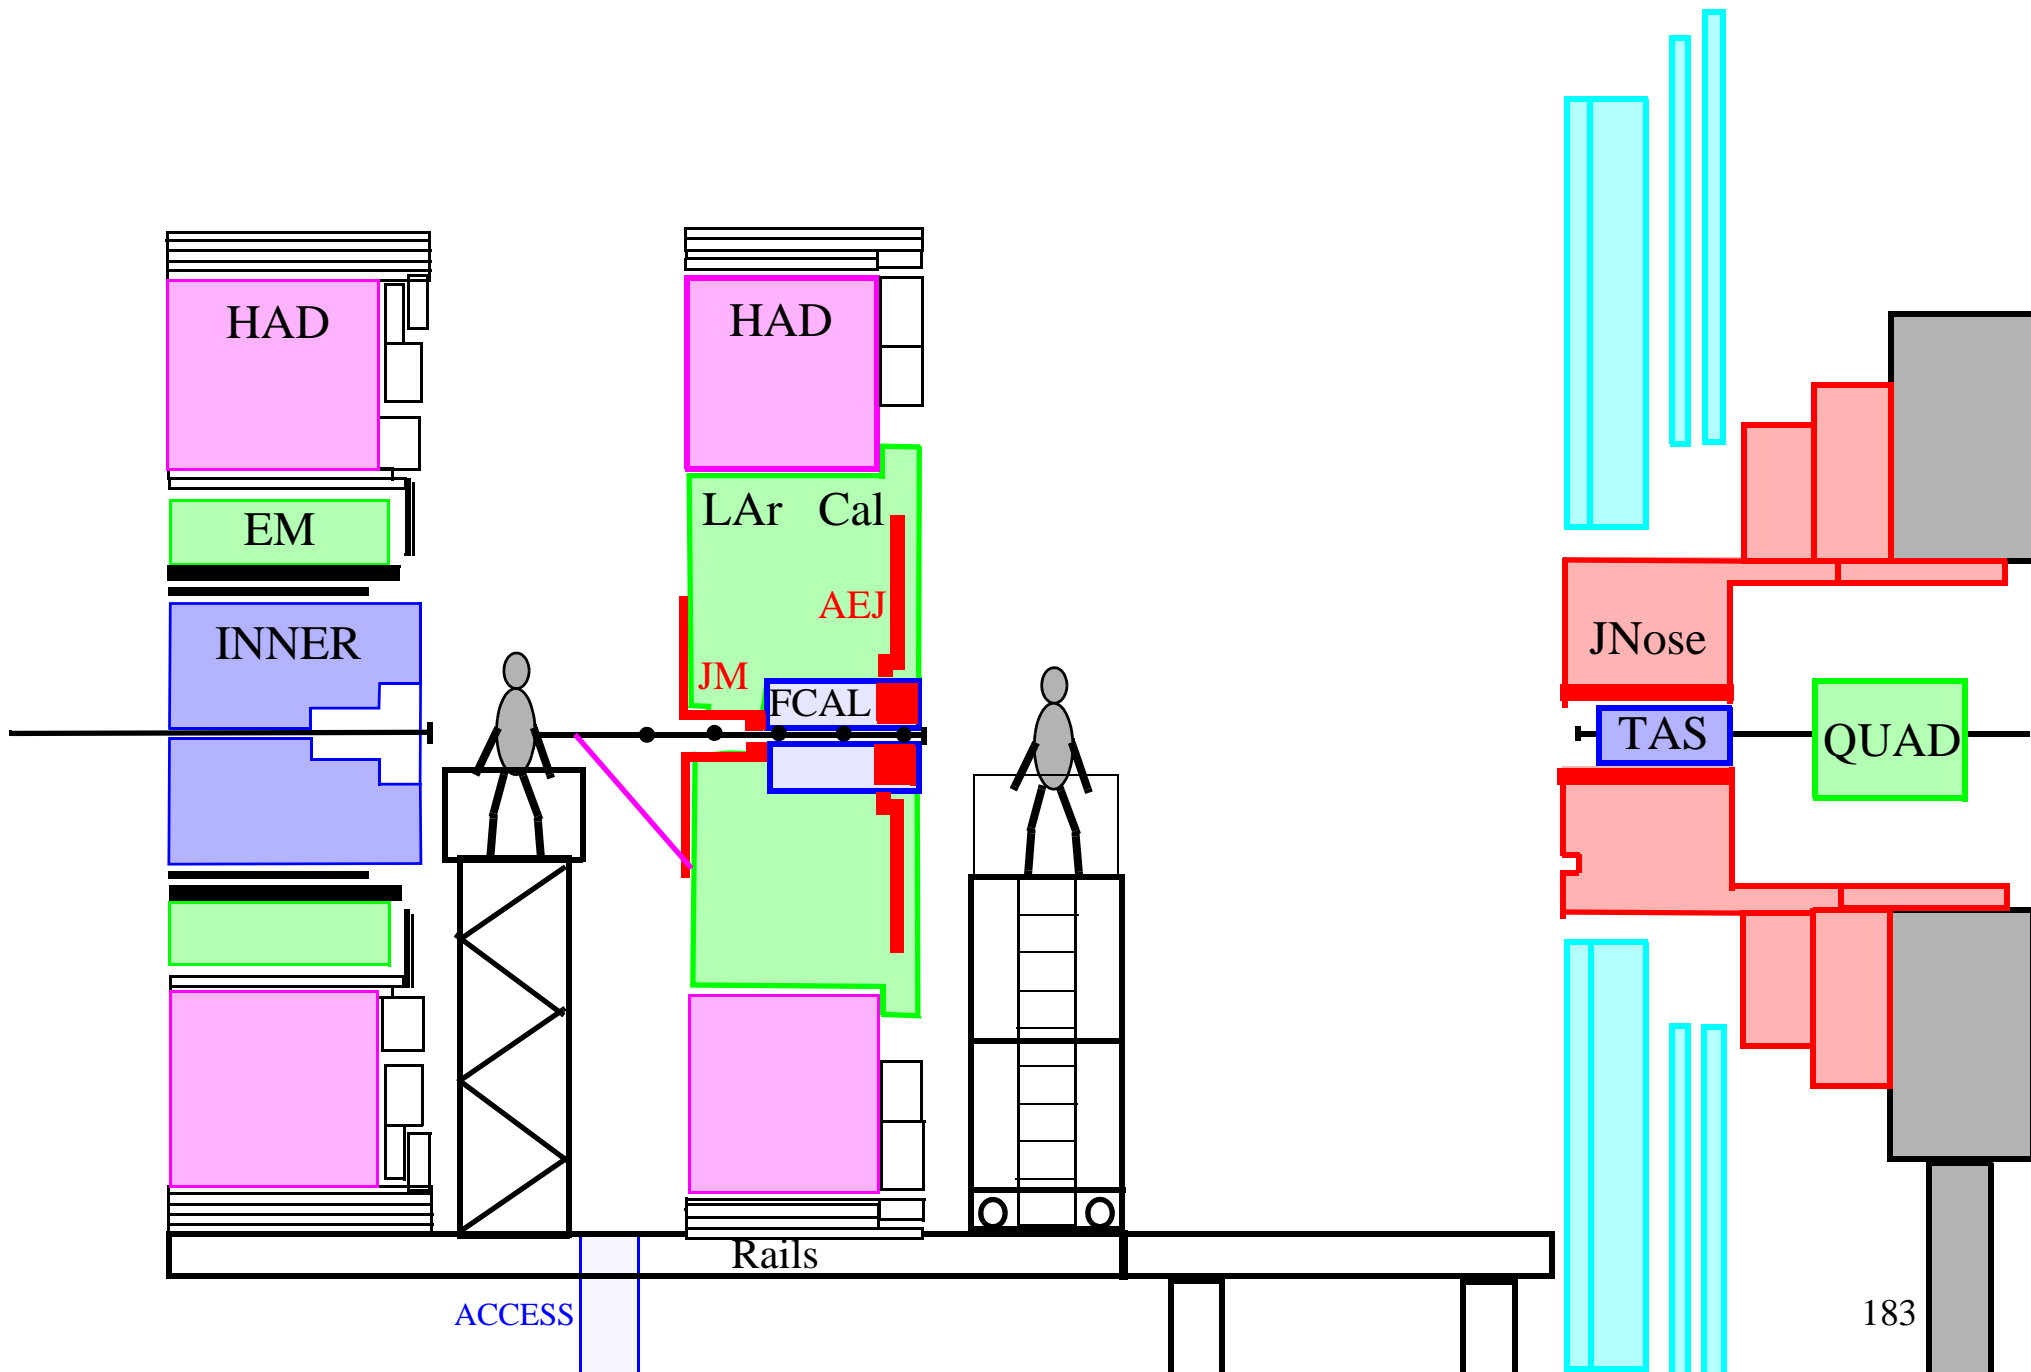 HAD
HAD
LAr Cal
EM
AEJ
INNER
JNose
JM
FCAL
TAS
QUAD
Rails
ACCESS
183